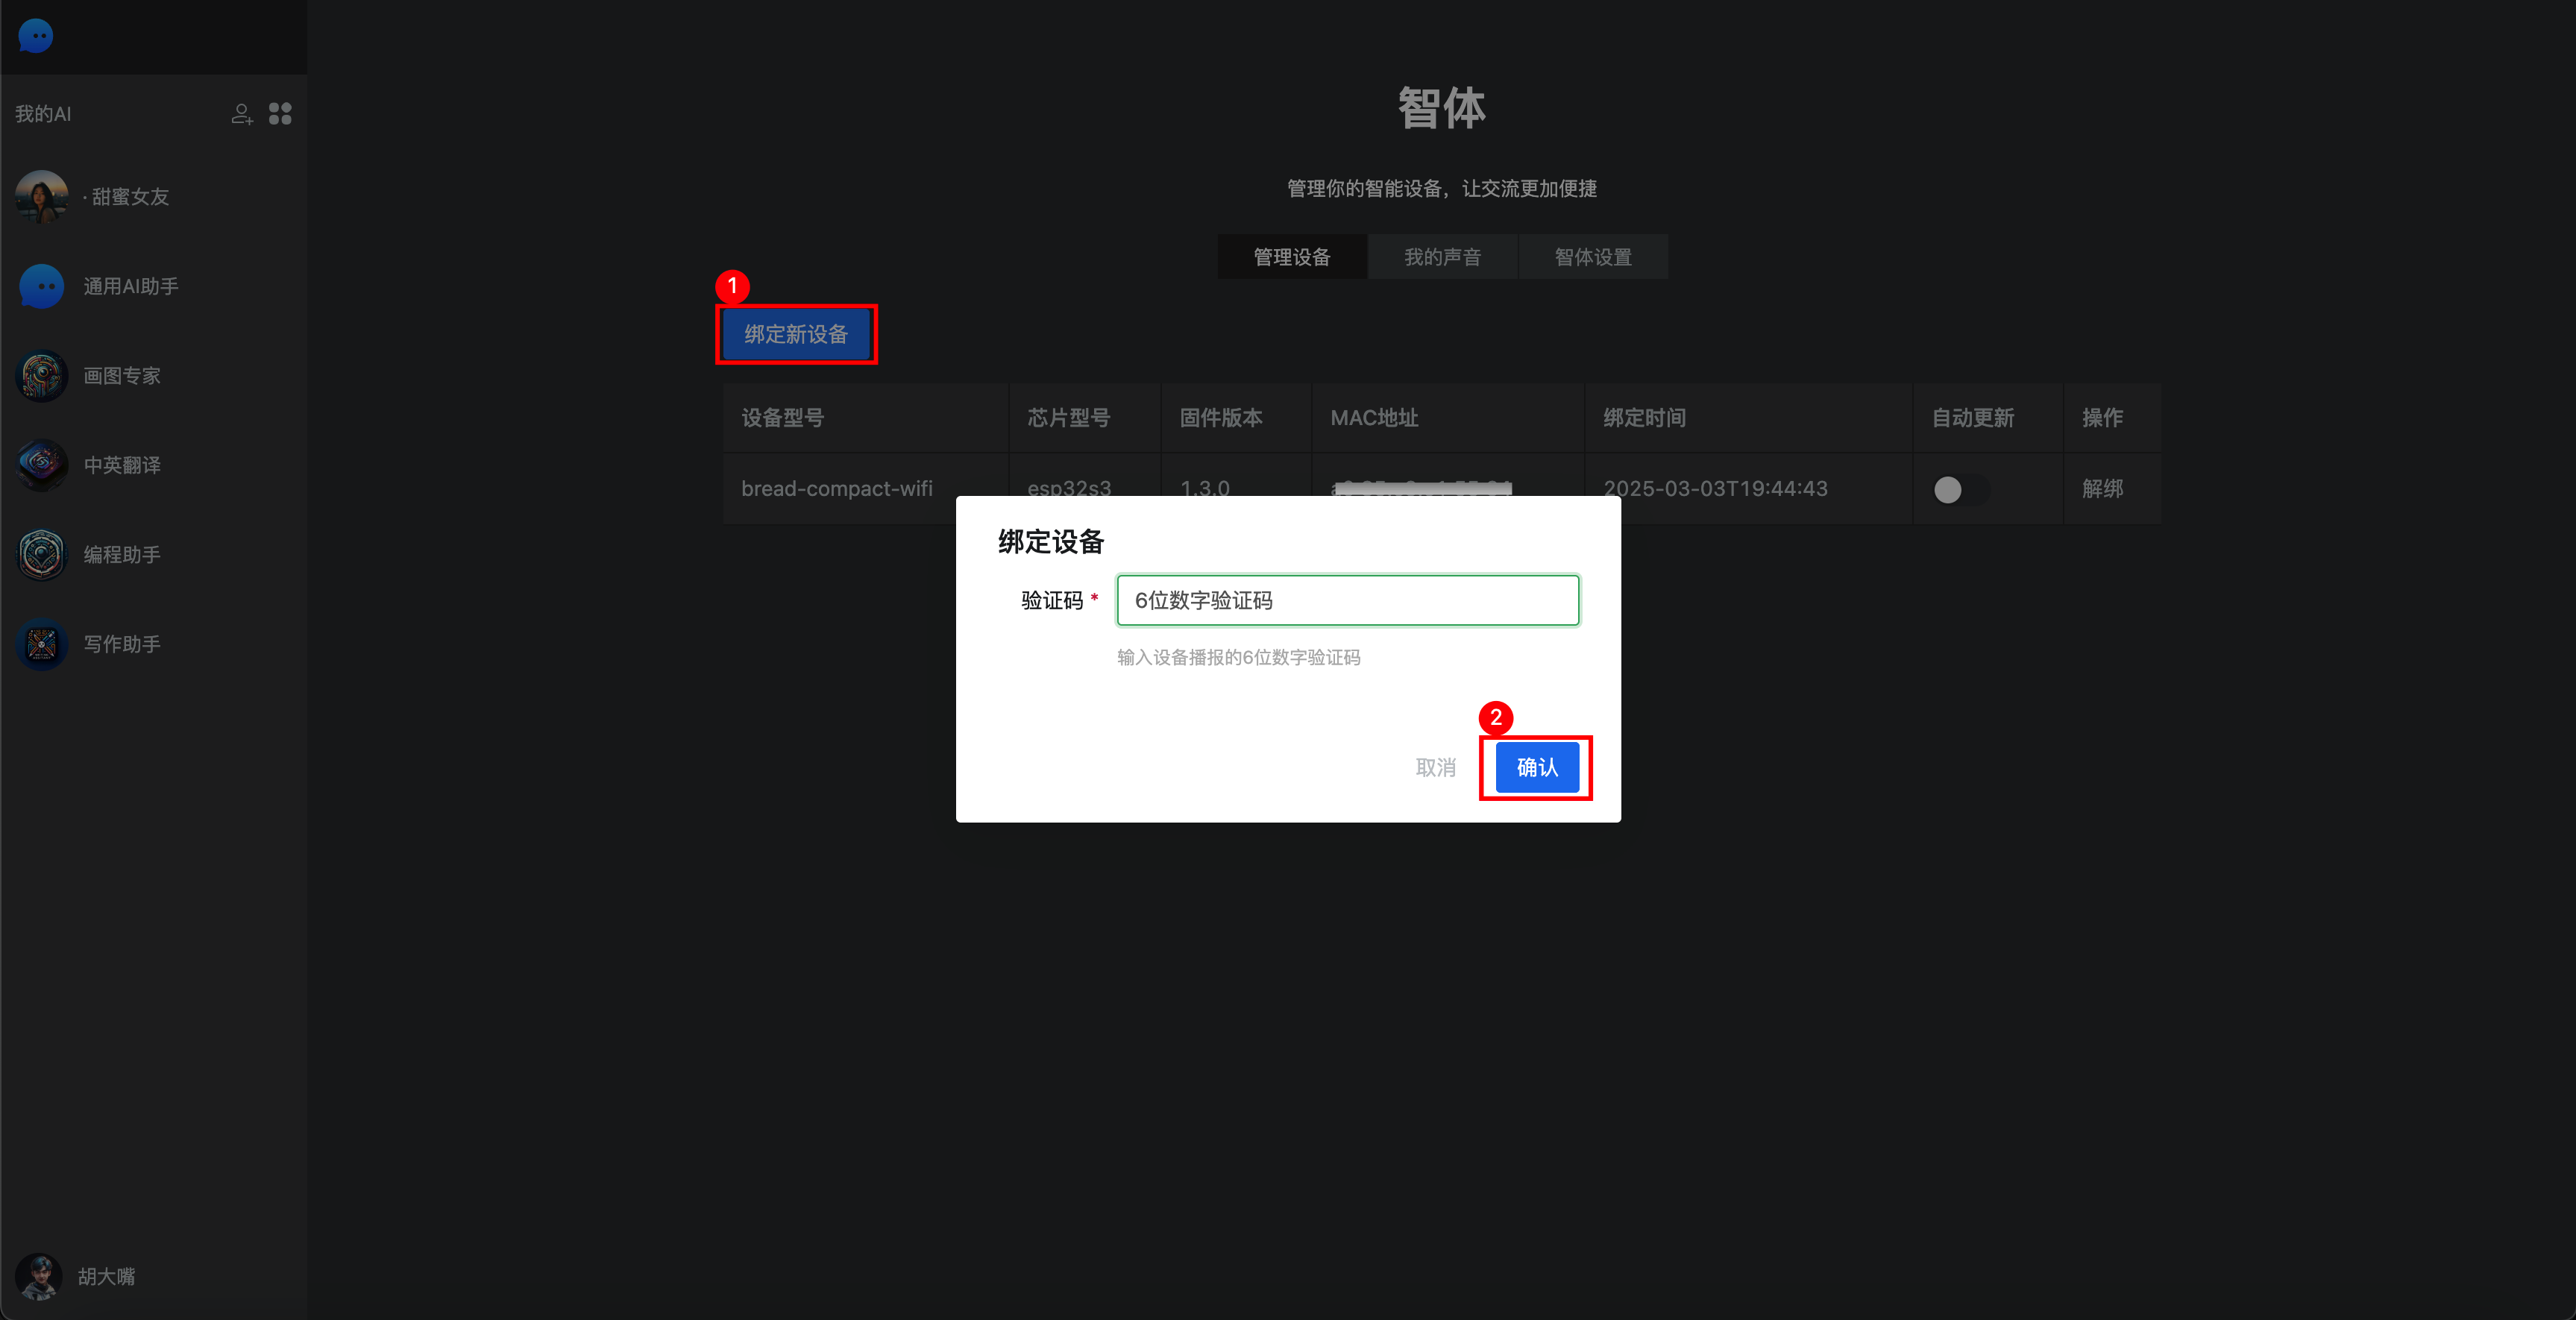 我的AI
· 甜蜜女友
通用AI助手
画图专家
中英翻译
编程助手
写作助手
胡大嘴
智体
管理你的智能设备，让交流更加便捷
管理设备 我的声音 智体设置
1
绑定新设备
设备型号 芯片型号 固件版本 MAC地址 绑定时间 自动更新 操作
bread-compact-wifi esp32s3 1.3.0 2025-03-03T19:44:43 解绑
绑定设备
验证码 * 6位数字验证码
输入设备播报的6位数字验证码
2
取消 确认